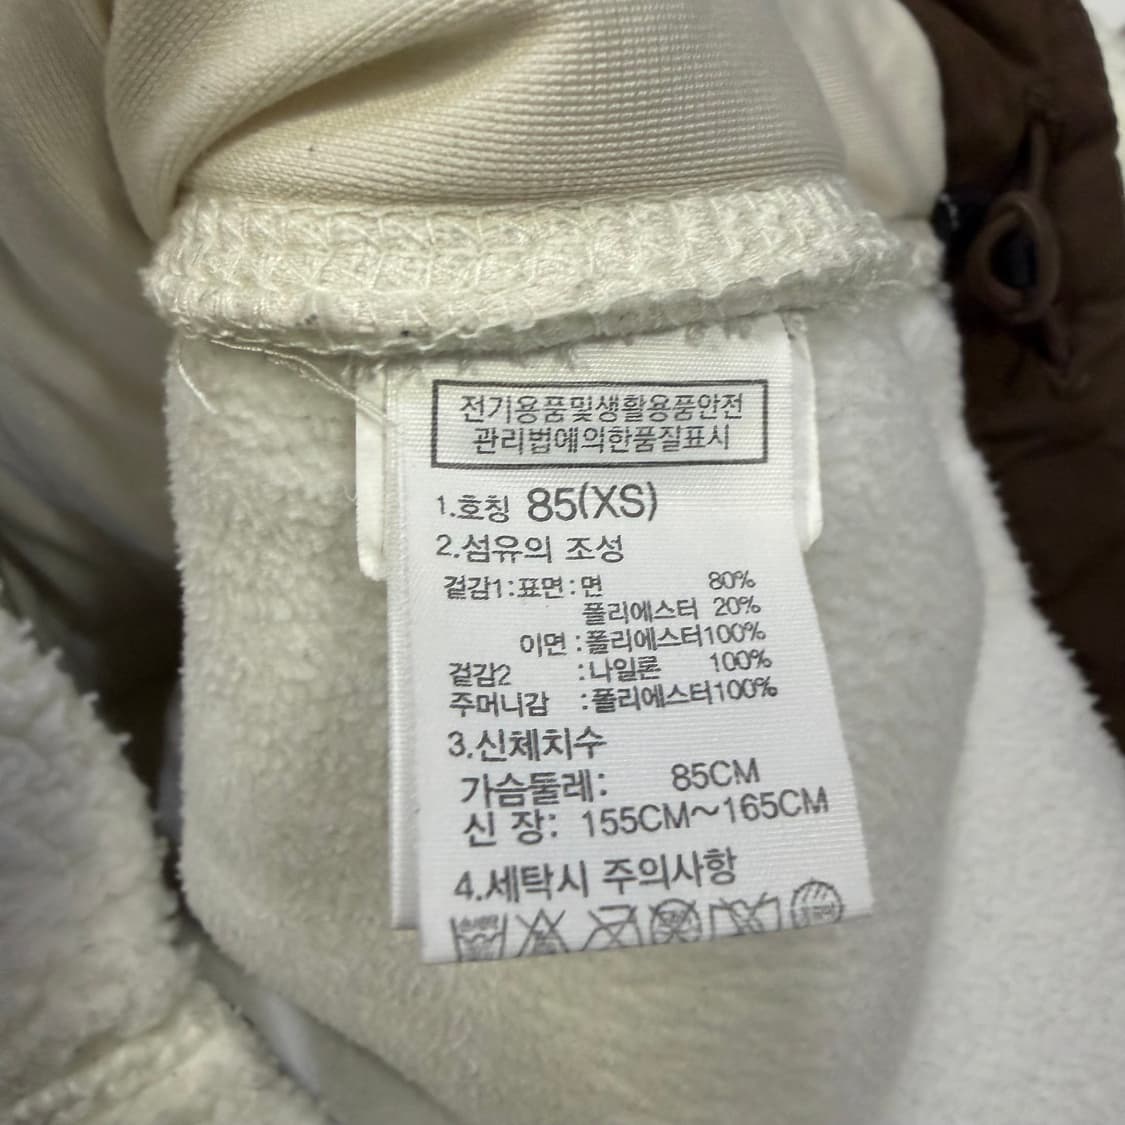 전기용품및생활용품안전
관리법에의한품질표시
1.호칭 85(XS)
2.섬유의 조성
겉감1:표면:면 80%
폴리에스터 20%
이면:폴리에스터100%
겉감2 :나일론 100%
주머니감 :폴리에스터100%
3.신체치수
가슴둘레: 85CM
신 장: 155CM~165CM
4.세탁시 주의사항